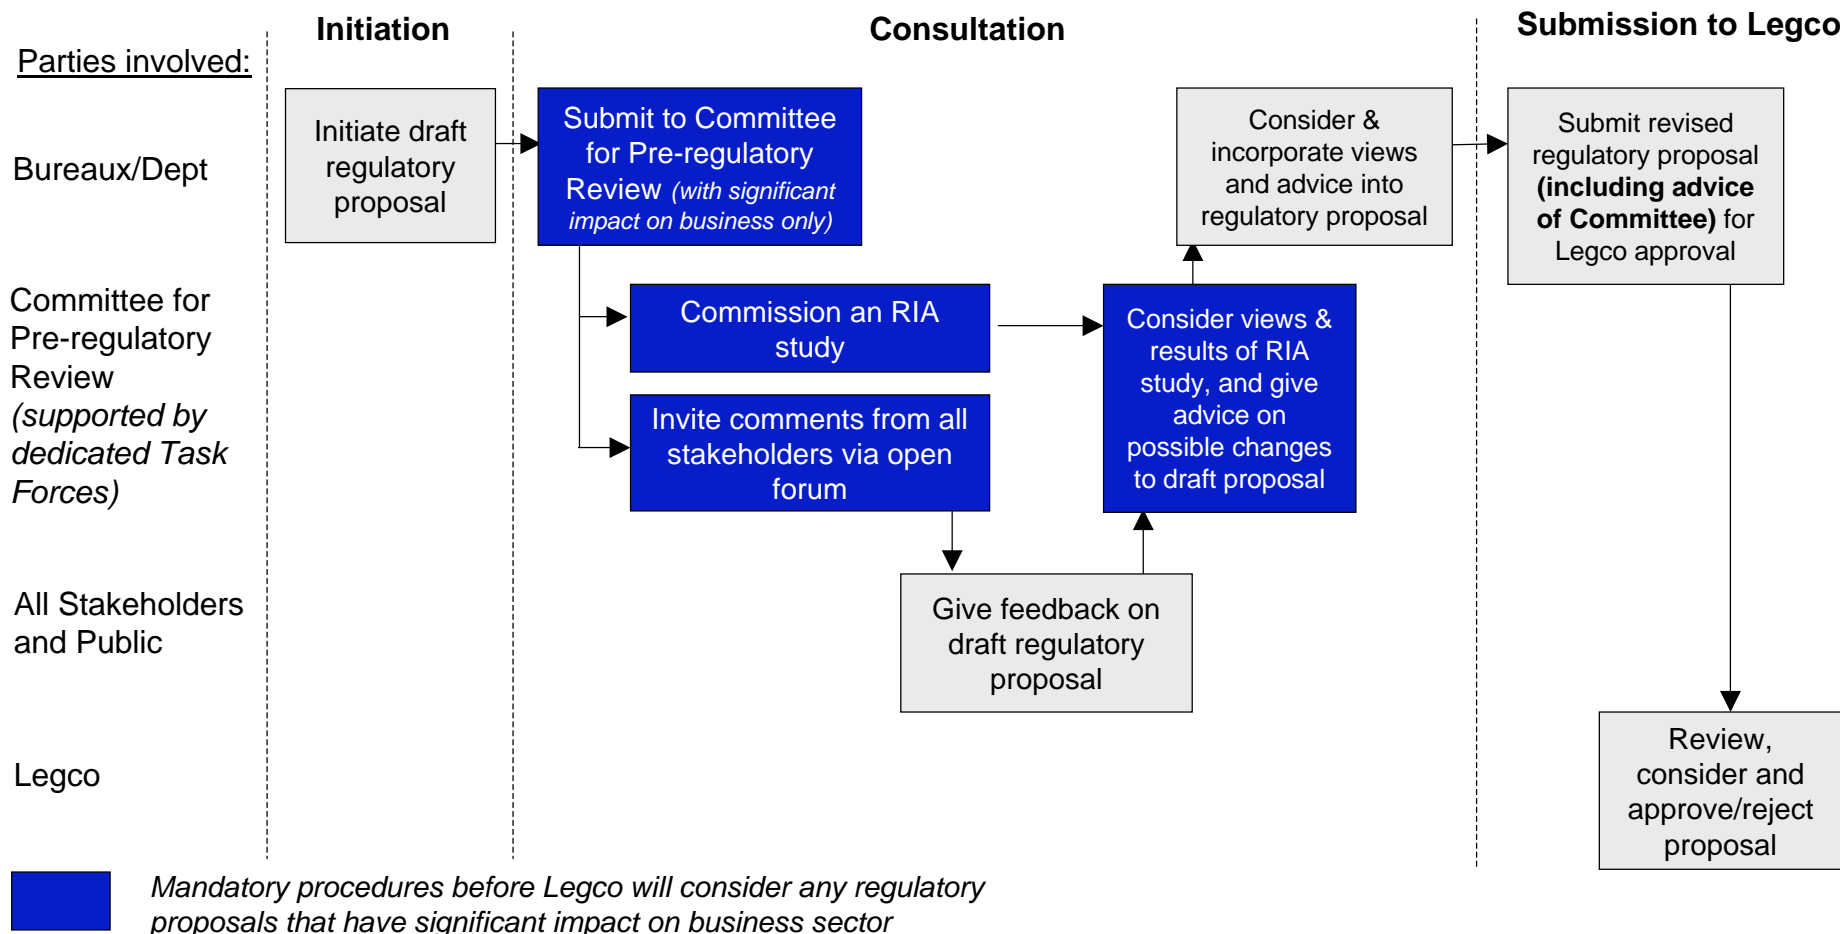 Initiation
Consultation
Submission to Legco
Parties involved:
Bureaux/Dept
Initiate draft
regulatory
proposal
Submit to Committee
for Pre-regulatory
Review (with significant
impact on business only)
Consider &
incorporate views
and advice into
regulatory proposal
Submit revised
regulatory proposal
(including advice
of Committee) for
Legco approval
Committee for
Pre-regulatory
Review
(supported by
dedicated Task
Forces)
Commission an RIA
study
Invite comments from all
stakeholders via open
forum
Consider views &
results of RIA
study, and give
advice on
possible changes
to draft proposal
All Stakeholders
and Public
Give feedback on
draft regulatory
proposal
Legco
Review,
consider and
approve/reject
proposal
Mandatory procedures before Legco will consider any regulatory
proposals that have significant impact on business sector